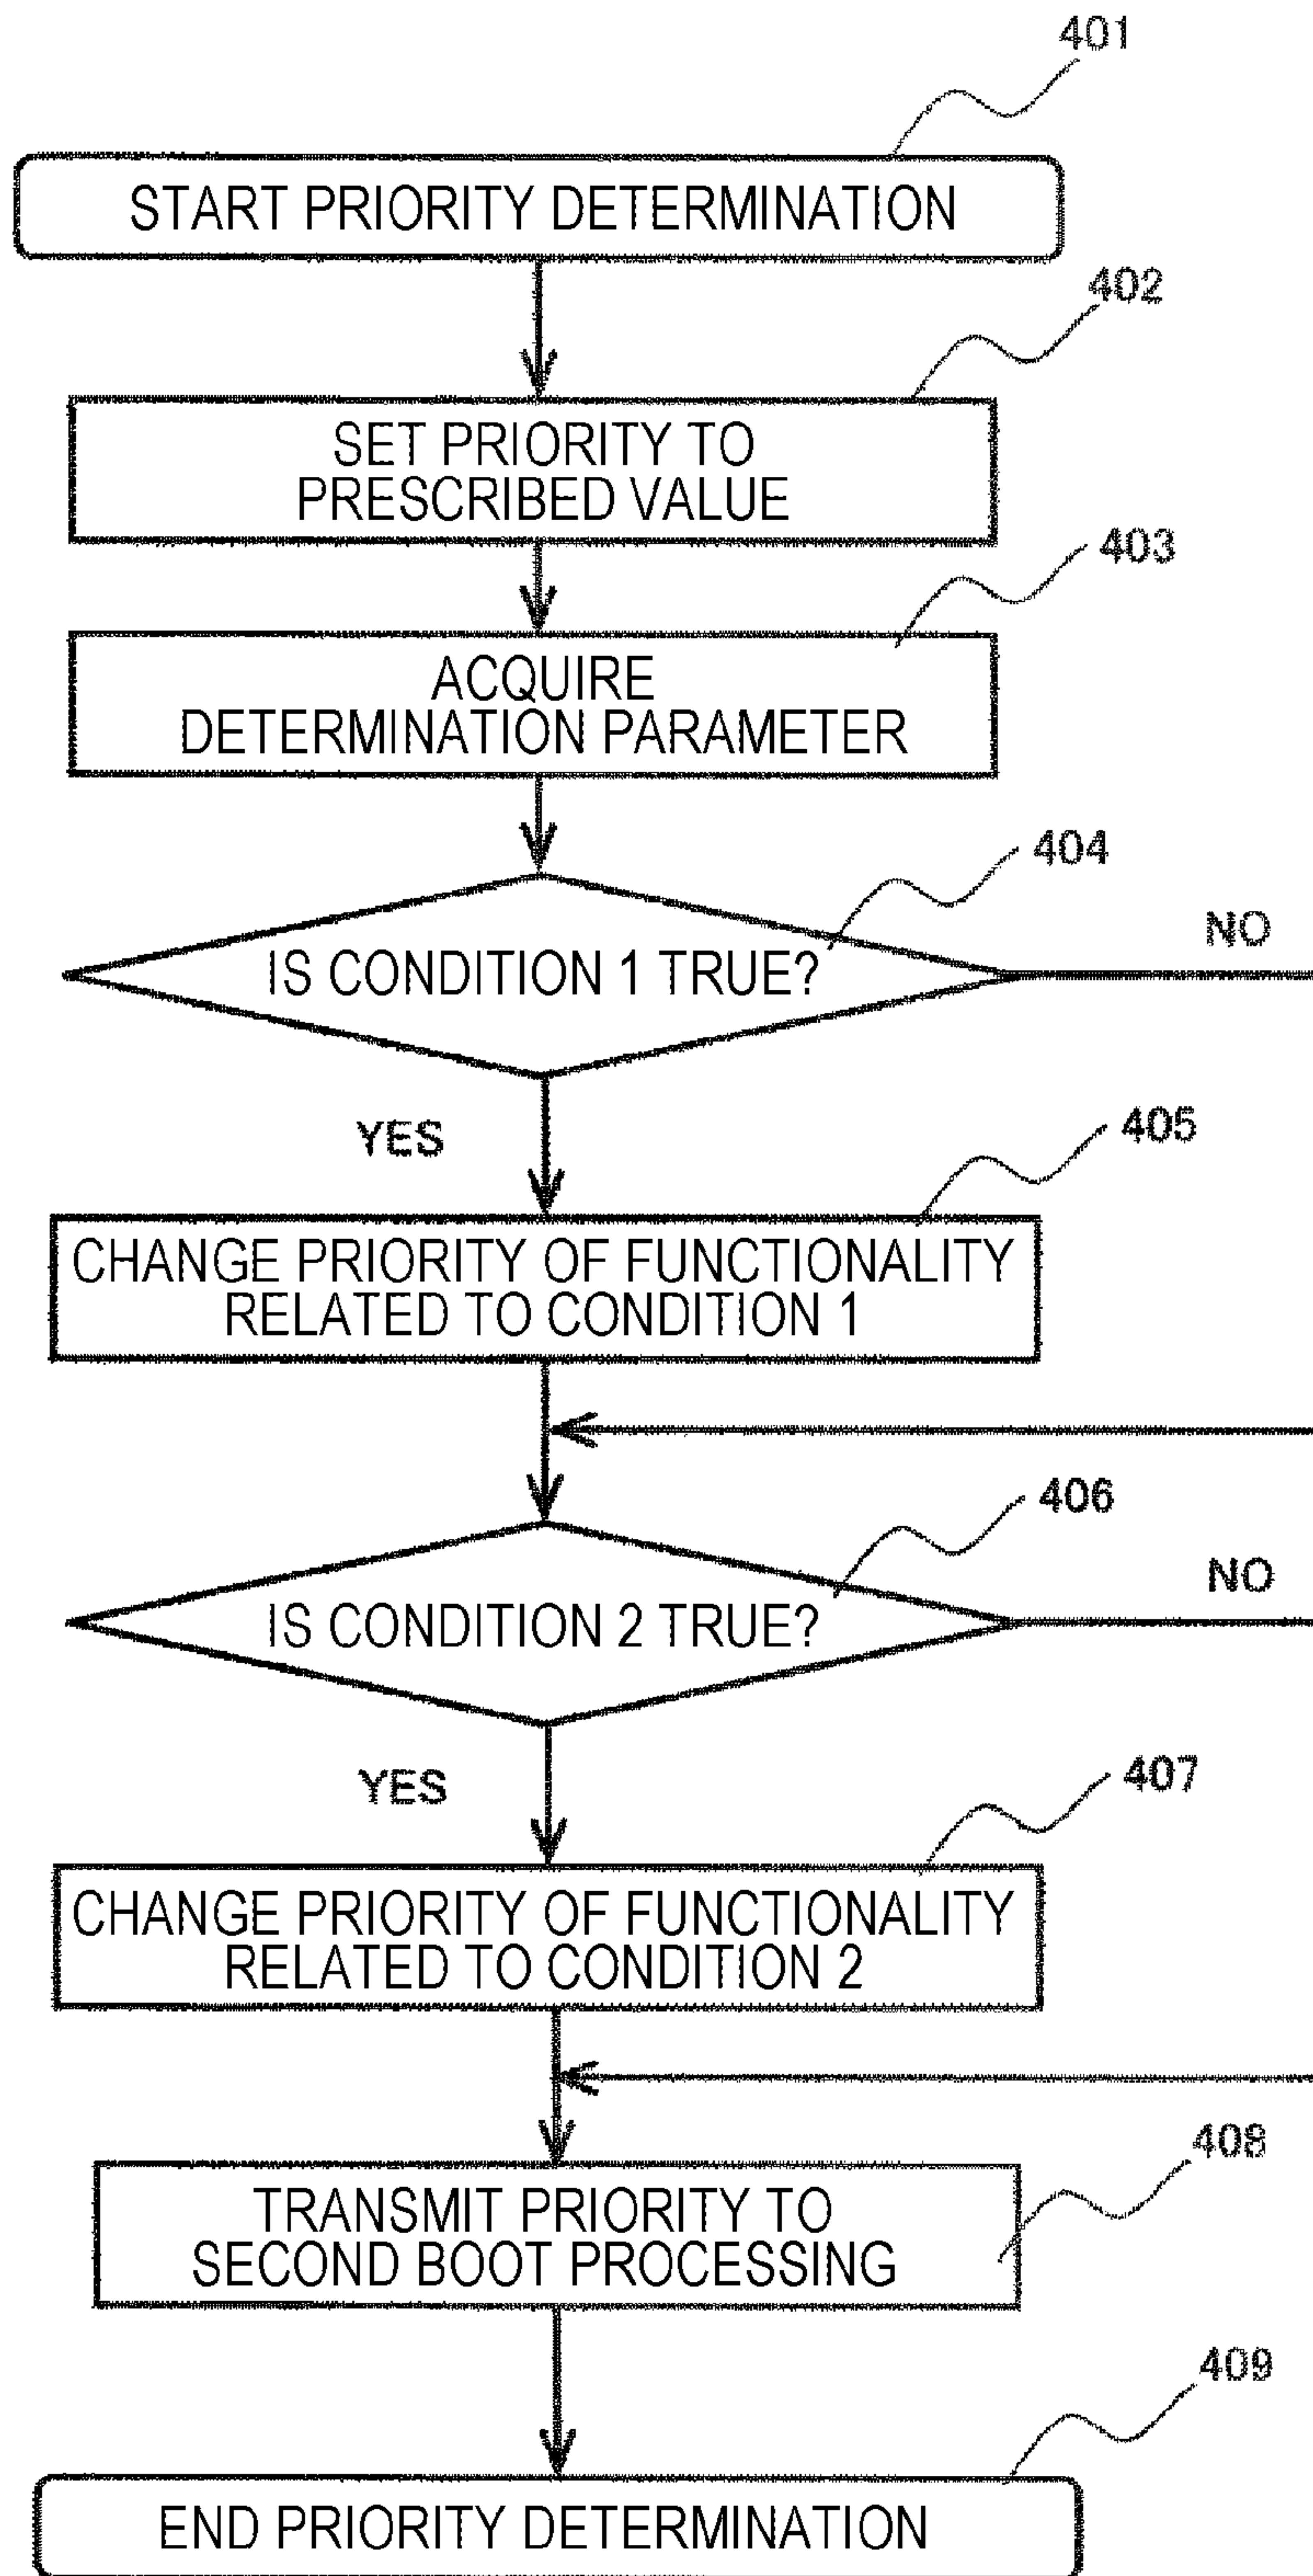 401
START PRIORITY DETERMINATION
402
SET PRIORITY TO
PRESCRIBED VALUE
403
ACQUIRE
DETERMINATION PARAMETER
404
NO
IS CONDITION 1 TRUE?
YES
405
CHANGE PRIORITY OF FUNCTIONALITY
RELATED TO CONDITION 1
406
NO
IS CONDITION 2 TRUE?
YES
407
CHANGE PRIORITY OF FUNCTIONALITY
RELATED TO CONDITION 2
408
TRANSMIT PRIORITY TO
SECOND BOOT PROCESSING
409
END PRIORITY DETERMINATION